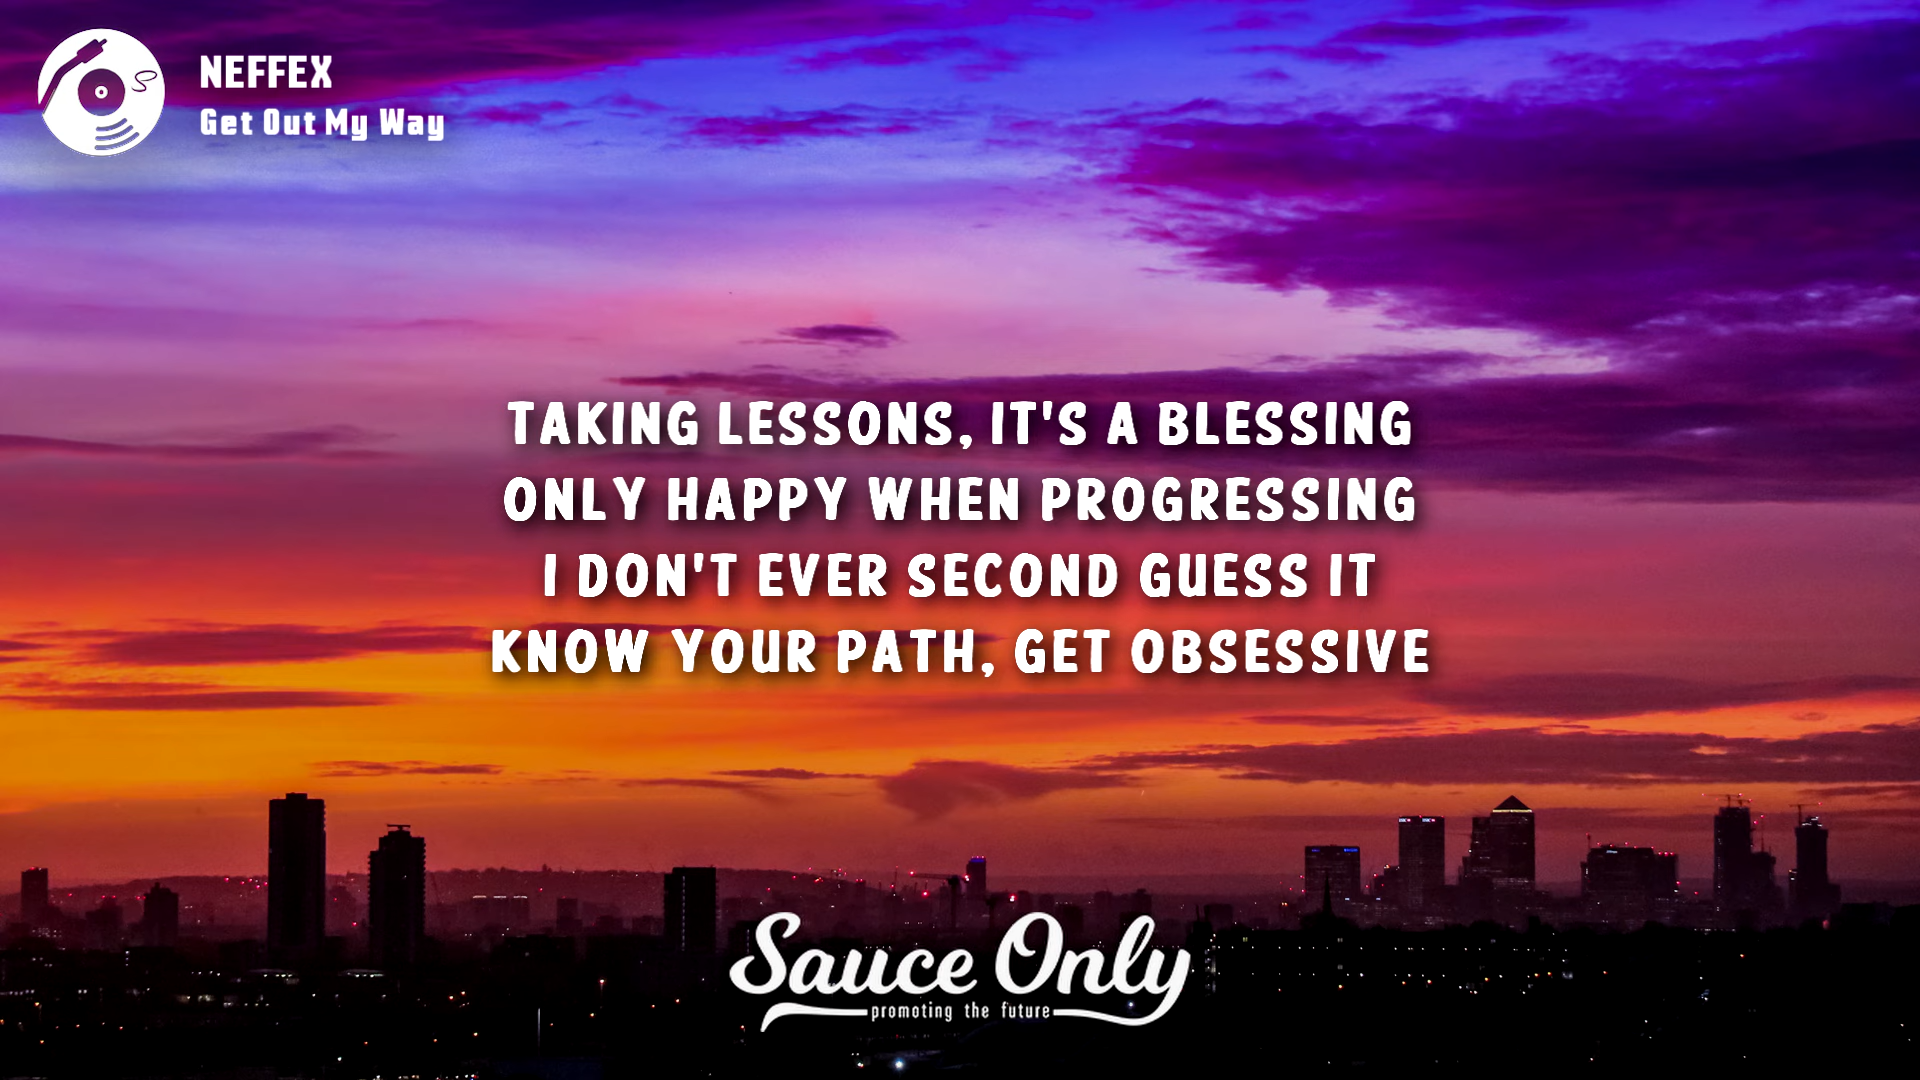 NEFFEX
Get Out My Way
TAKING LESSONS, IT'S A BLESSING
ONLY HAPPY WHEN PROGRESSING
I DON'T EVER SECOND GUESS IT
KNOW YOUR PATH, GET OBSESSIVE
Sauce Only
promoting the future